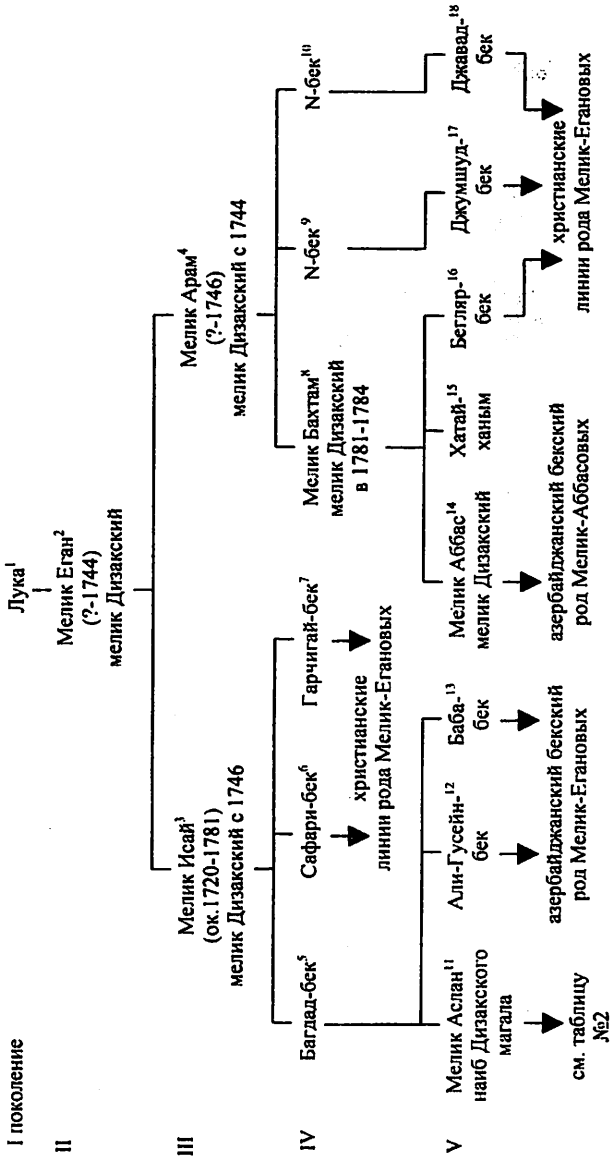 I поколение
Лука¹
II
Мелик Еган²
(?-1744)
мелик Дизакский
III
Мелик Исай³
(ок.1720-1781)
мелик Дизакский с 1746
Мелик Арам⁴
(?-1746)
мелик Дизакский с 1744
IV
Багдад-бек⁵
Сафари-бек⁶
Гарчигай-бек⁷
христианские
линии рода Мелик-Егановых
Мелик Бахтам⁸
мелик Дизакский
в 1781-1784
N-бек⁹
N-бек¹⁰
V
Мелик Аслан¹¹
наиб Дизакского
магала
Али-Гусейн-¹²
бек
Баба-¹³
бек
Мелик Аббас¹⁴
мелик Дизакский
Хатай-¹⁵
ханым
Бегляр-¹⁶
бек
Джумшуд-¹⁷
бек
Джавад-¹⁸
бек
см. таблицу
№2
азербайджанский бекский
род Мелик-Егановых
азербайджанский бекский
род Мелик-Аббасовых
христианские
линии рода Мелик-Егановых